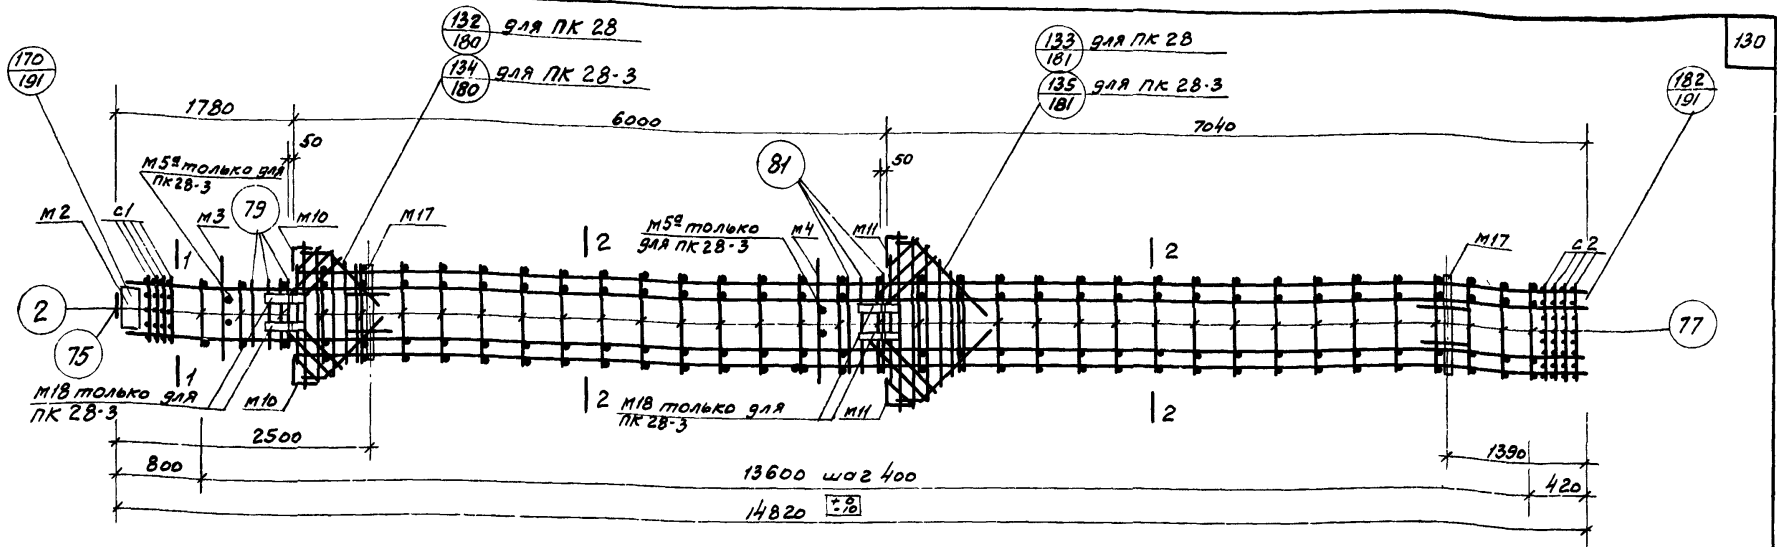 130
132
180
для ПК 28
134
180
для ПК 28-3
133
181
для ПК 28
135
181
для ПК 28-3
170
191
182
191
1780
6000
7040
50
50
М5а только для
ПК 28-3
79
81
М2
С1
М3
М10
М17
М5а только
для ПК 28-3
М4
М11
М17
С2
1
2
2
2
75
77
1
2
2
М18 только для
ПК 28-3
М10
М18 только для
ПК 28-3
М11
2500
1390
800
13600 шаг 400
420
14820
+0
-10